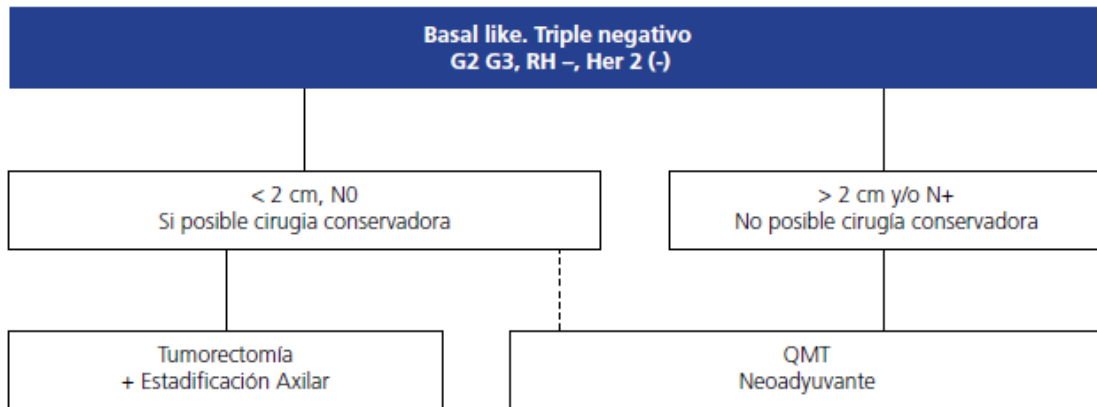 Basal like. Triple negativo
G2 G3, RH –, Her 2 (-)
< 2 cm, N0
Si posible cirugia conservadora
> 2 cm y/o N+
No posible cirugía conservadora
Tumorectomía
+ Estadificación Axilar
QMT
Neoadyuvante